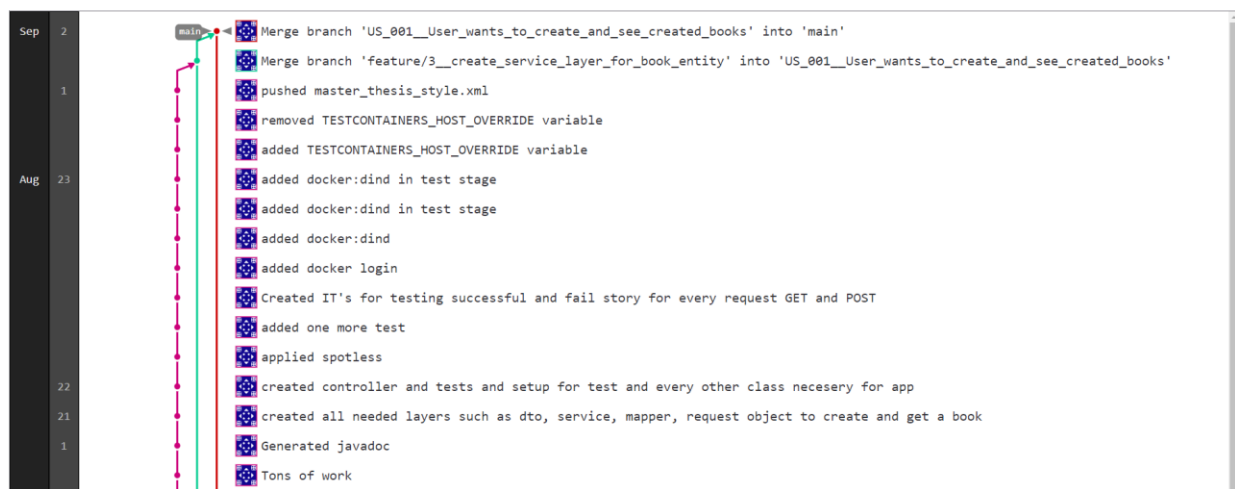 Sep 2 main Merge branch 'US_001__User_wants_to_create_and_see_created_books' into 'main'
Merge branch 'feature/3__create_service_layer_for_book_entity' into 'US_001__User_wants_to_create_and_see_created_books'
1 pushed master_thesis_style.xml
removed TESTCONTAINERS_HOST_OVERRIDE variable
added TESTCONTAINERS_HOST_OVERRIDE variable
Aug 23 added docker:dind in test stage
added docker:dind in test stage
added docker:dind
added docker login
Created IT's for testing successful and fail story for every request GET and POST
added one more test
applied spotless
22 created controller and tests and setup for test and every other class necesery for app
21 created all needed layers such as dto, service, mapper, request object to create and get a book
1 Generated javadoc
Tons of work